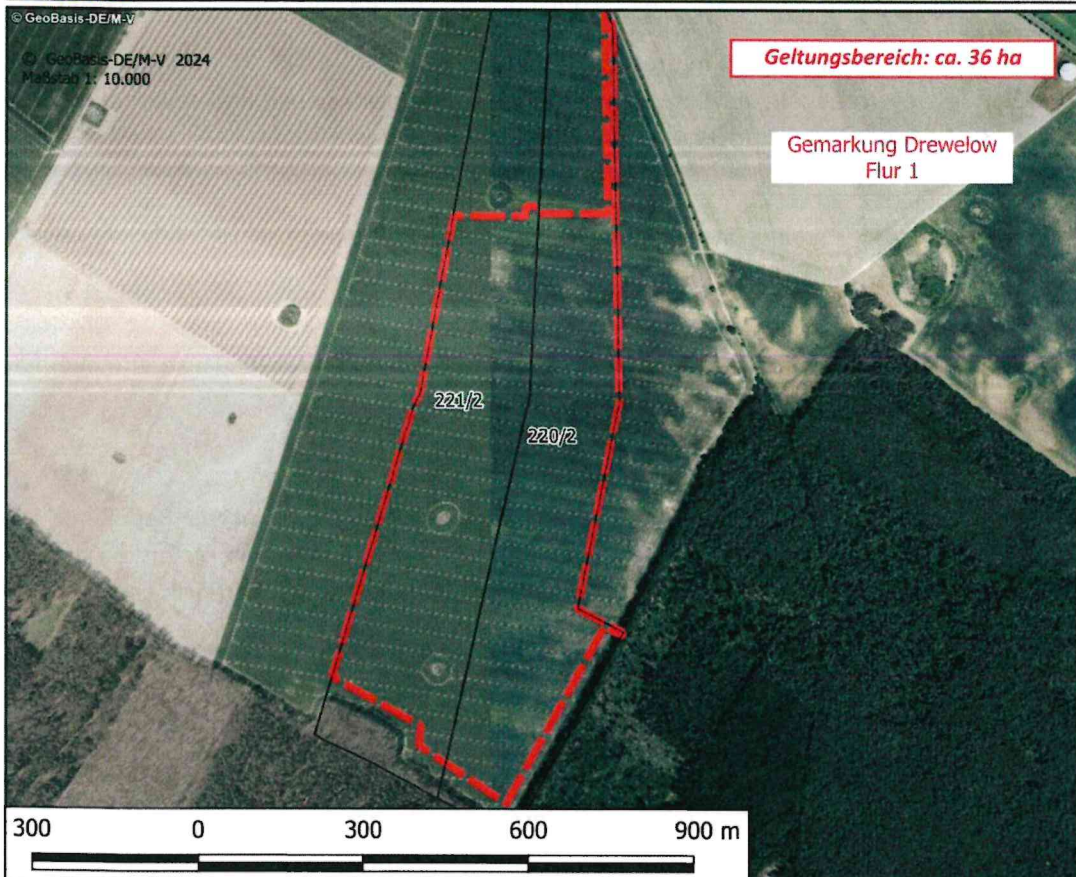 © GeoBasis-DE/M-V
© GeoBasis-DE/M-V 2024
Maßstab 1: 10.000
Geltungsbereich: ca. 36 ha
Gemarkung Drewelow
Flur 1
221/2
220/2
300 0 300 600 900 m